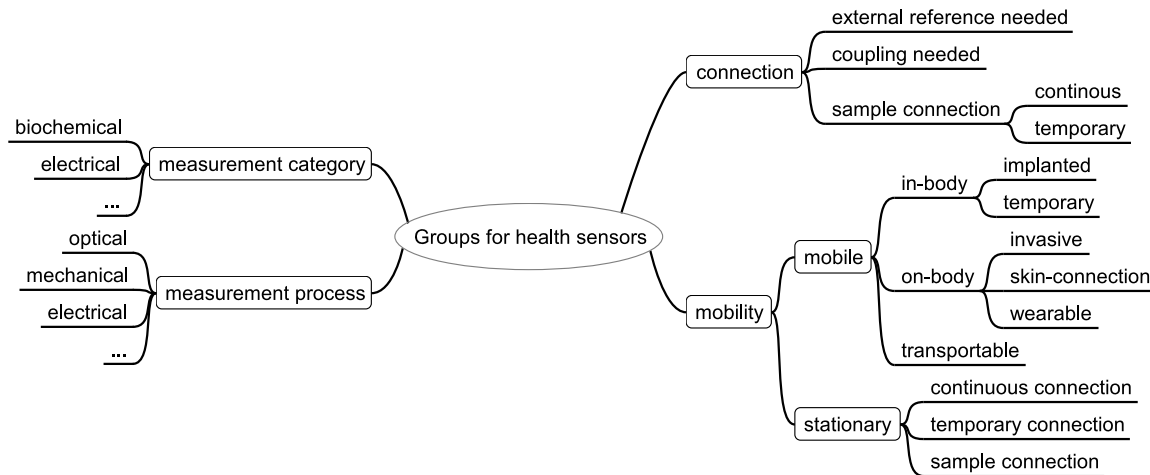 Groups for health sensors
measurement category
biochemical
electrical
...
measurement process
optical
mechanical
electrical
...
connection
external reference needed
coupling needed
sample connection
continous
temporary
mobility
mobile
in-body
implanted
temporary
on-body
invasive
skin-connection
wearable
transportable
stationary
continuous connection
temporary connection
sample connection